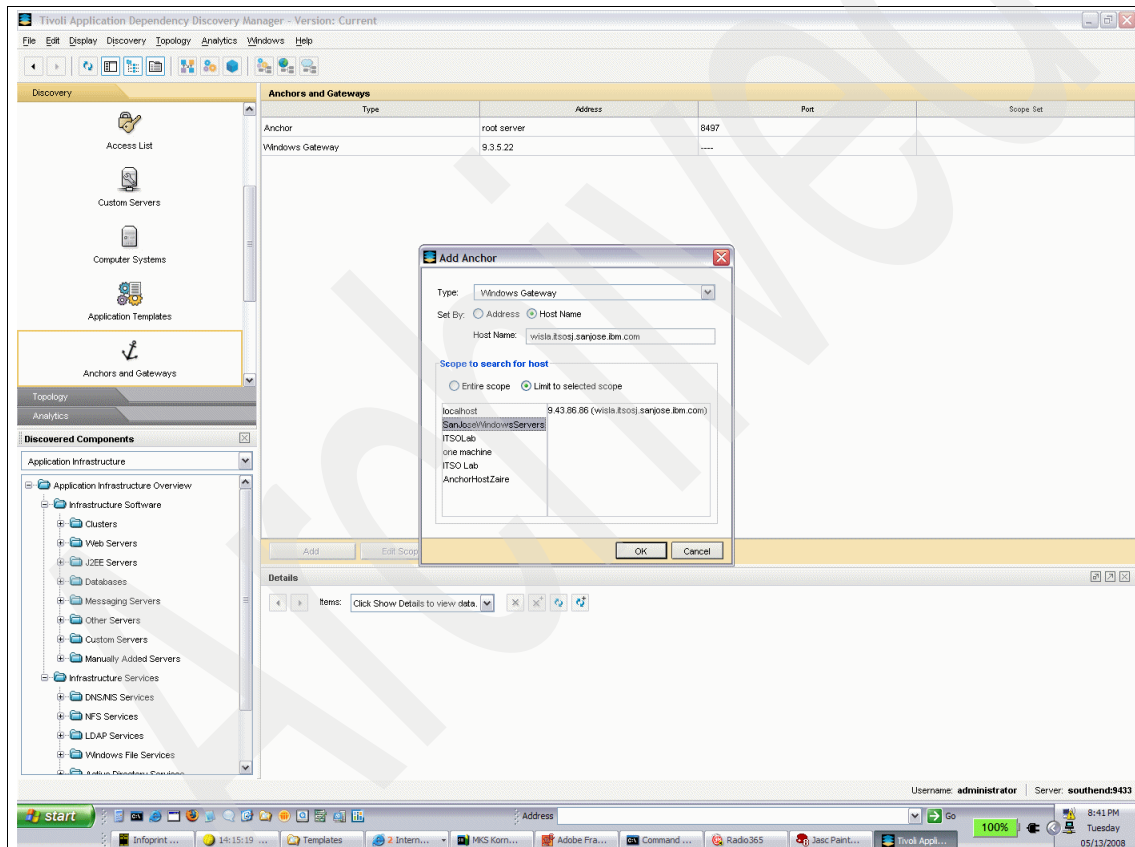 Tivoli Application Dependency Discovery Manager - Version: Current
File Edit Display Discovery Topology Analytics Windows Help
Discovery
Access List
Custom Servers
Computer Systems
Application Templates
Anchors and Gateways
Topology
Analytics
Discovered Components
Application Infrastructure
Application Infrastructure Overview
Infrastructure Software
Clusters
Web Servers
J2EE Servers
Databases
Messaging Servers
Other Servers
Custom Servers
Manually Added Servers
Infrastructure Services
DNS/NIS Services
NFS Services
LDAP Services
Windows File Services
Active Directory Services
Anchors and Gateways
Type Address Port Scope Set
Anchor root server 8497
Windows Gateway 9.3.5.22 ----
Add Anchor
Type: Windows Gateway
Set By: Address Host Name
Host Name: wisla.itsosj.sanjose.ibm.com
Scope to search for host
Entire scope Limit to selected scope
localhost 9.43.86.86 (wisla.itsosj.sanjose.ibm.com)
SanJoseWindowsServers
ITSOLab
one machine
ITSO Lab
AnchorHostZaire
OK Cancel
Add Edit Scop
Details
Items: Click Show Details to view data.
Username: administrator Server: southend:9433
start Address Go 100% 8:41 PM
Tuesday
05/13/2008
Infoprint ... 14:15:19 ... Templates 2 Intern... MKS Korn... Adobe Fra... Command ... Radio365 Jasc Paint... Tivoli Appl...
Archived